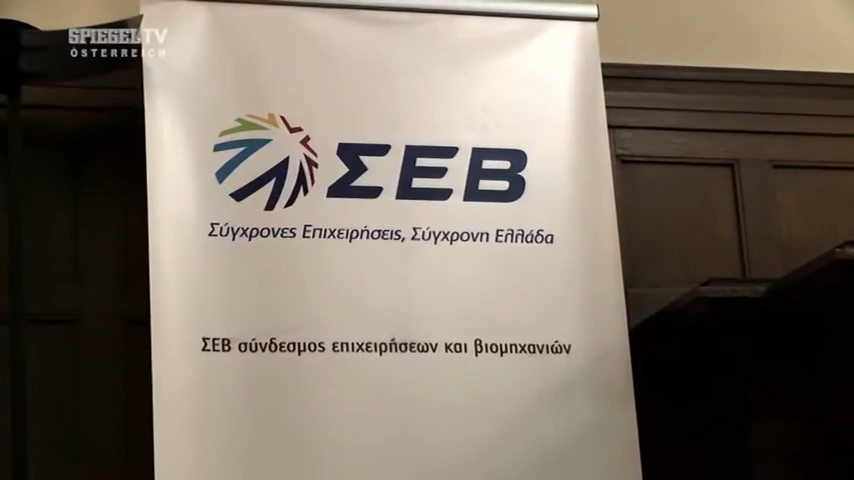 SPIEGEL TV
ÖSTERREICH
ΣΕΒ
Σύγχρονες Επιχειρήσεις, Σύγχρονη Ελλάδα
ΣΕΒ σύνδεσμος επιχειρήσεων και βιομηχανιών